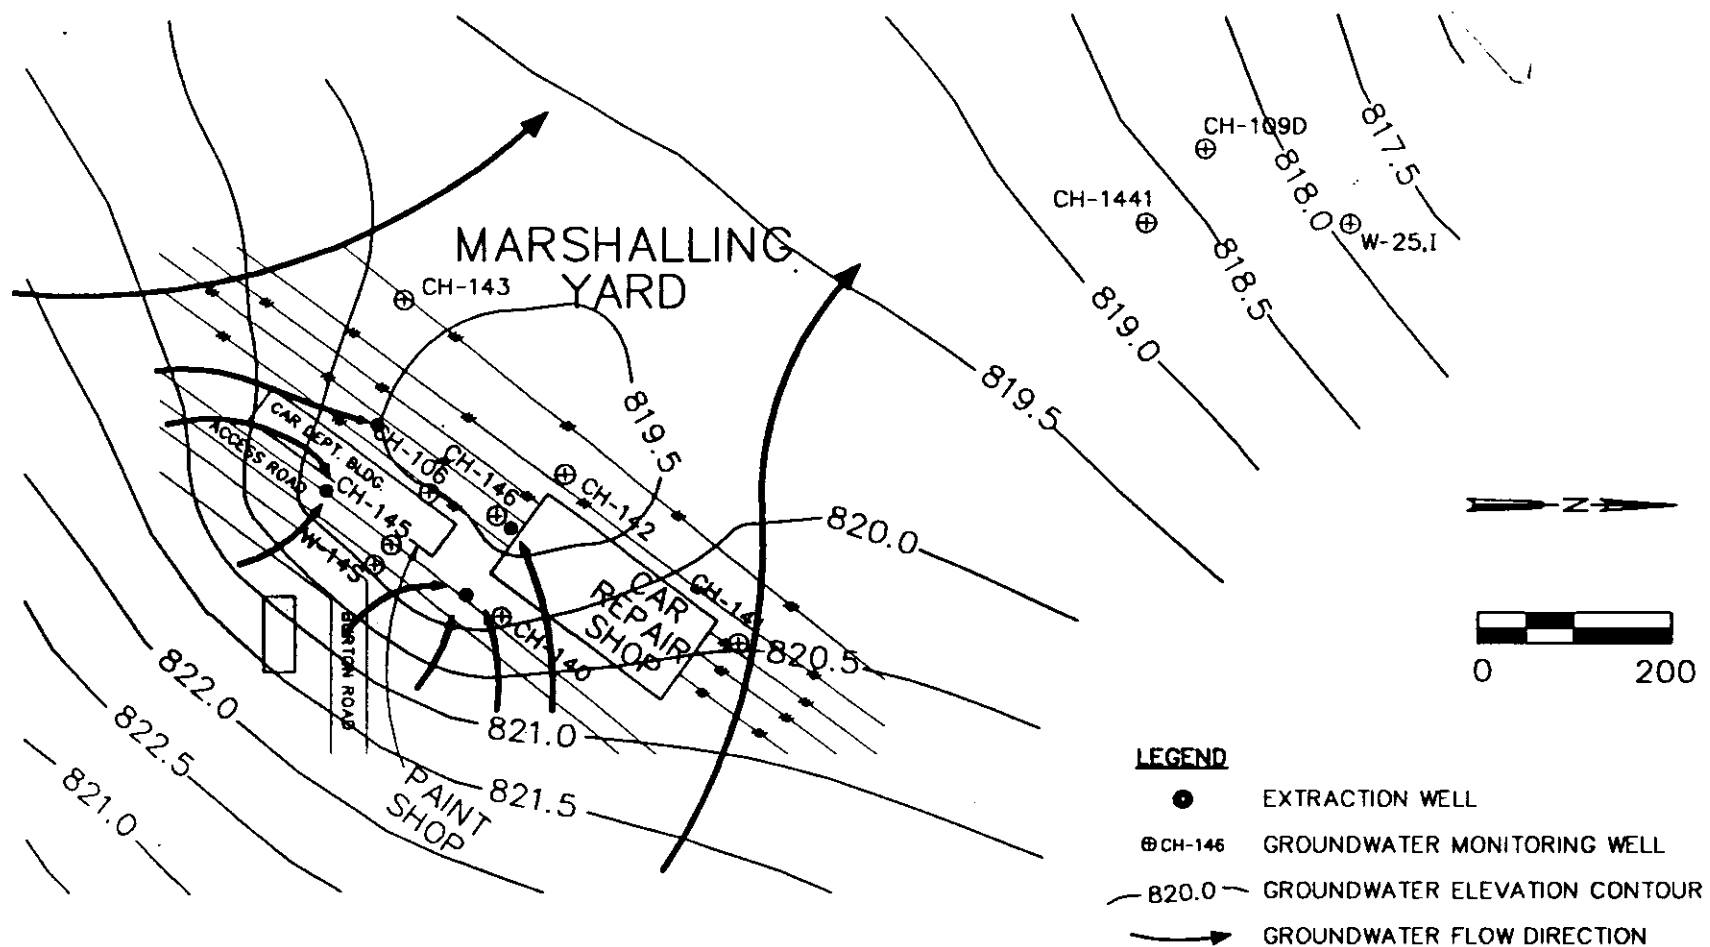 CH-109D
817.5
818.0
CH-1441
W-25,I
818.5
MARSHALLING
YARD
CH-143
819.0
819.5
819.5
CAR DEPT. BLDG.
ACCESS ROAD
CH-106
CH-146
CH-142
CH-145
W-14S
820.0
N
CAR
REPAIR
SHOP
CH-140
820.5
BURTON ROAD
822.0
822.5
821.0
821.0
821.5
PAINT
SHOP
0 200
LEGEND
EXTRACTION WELL
CH-146 GROUNDWATER MONITORING WELL
820.0 GROUNDWATER ELEVATION CONTOUR
GROUNDWATER FLOW DIRECTION